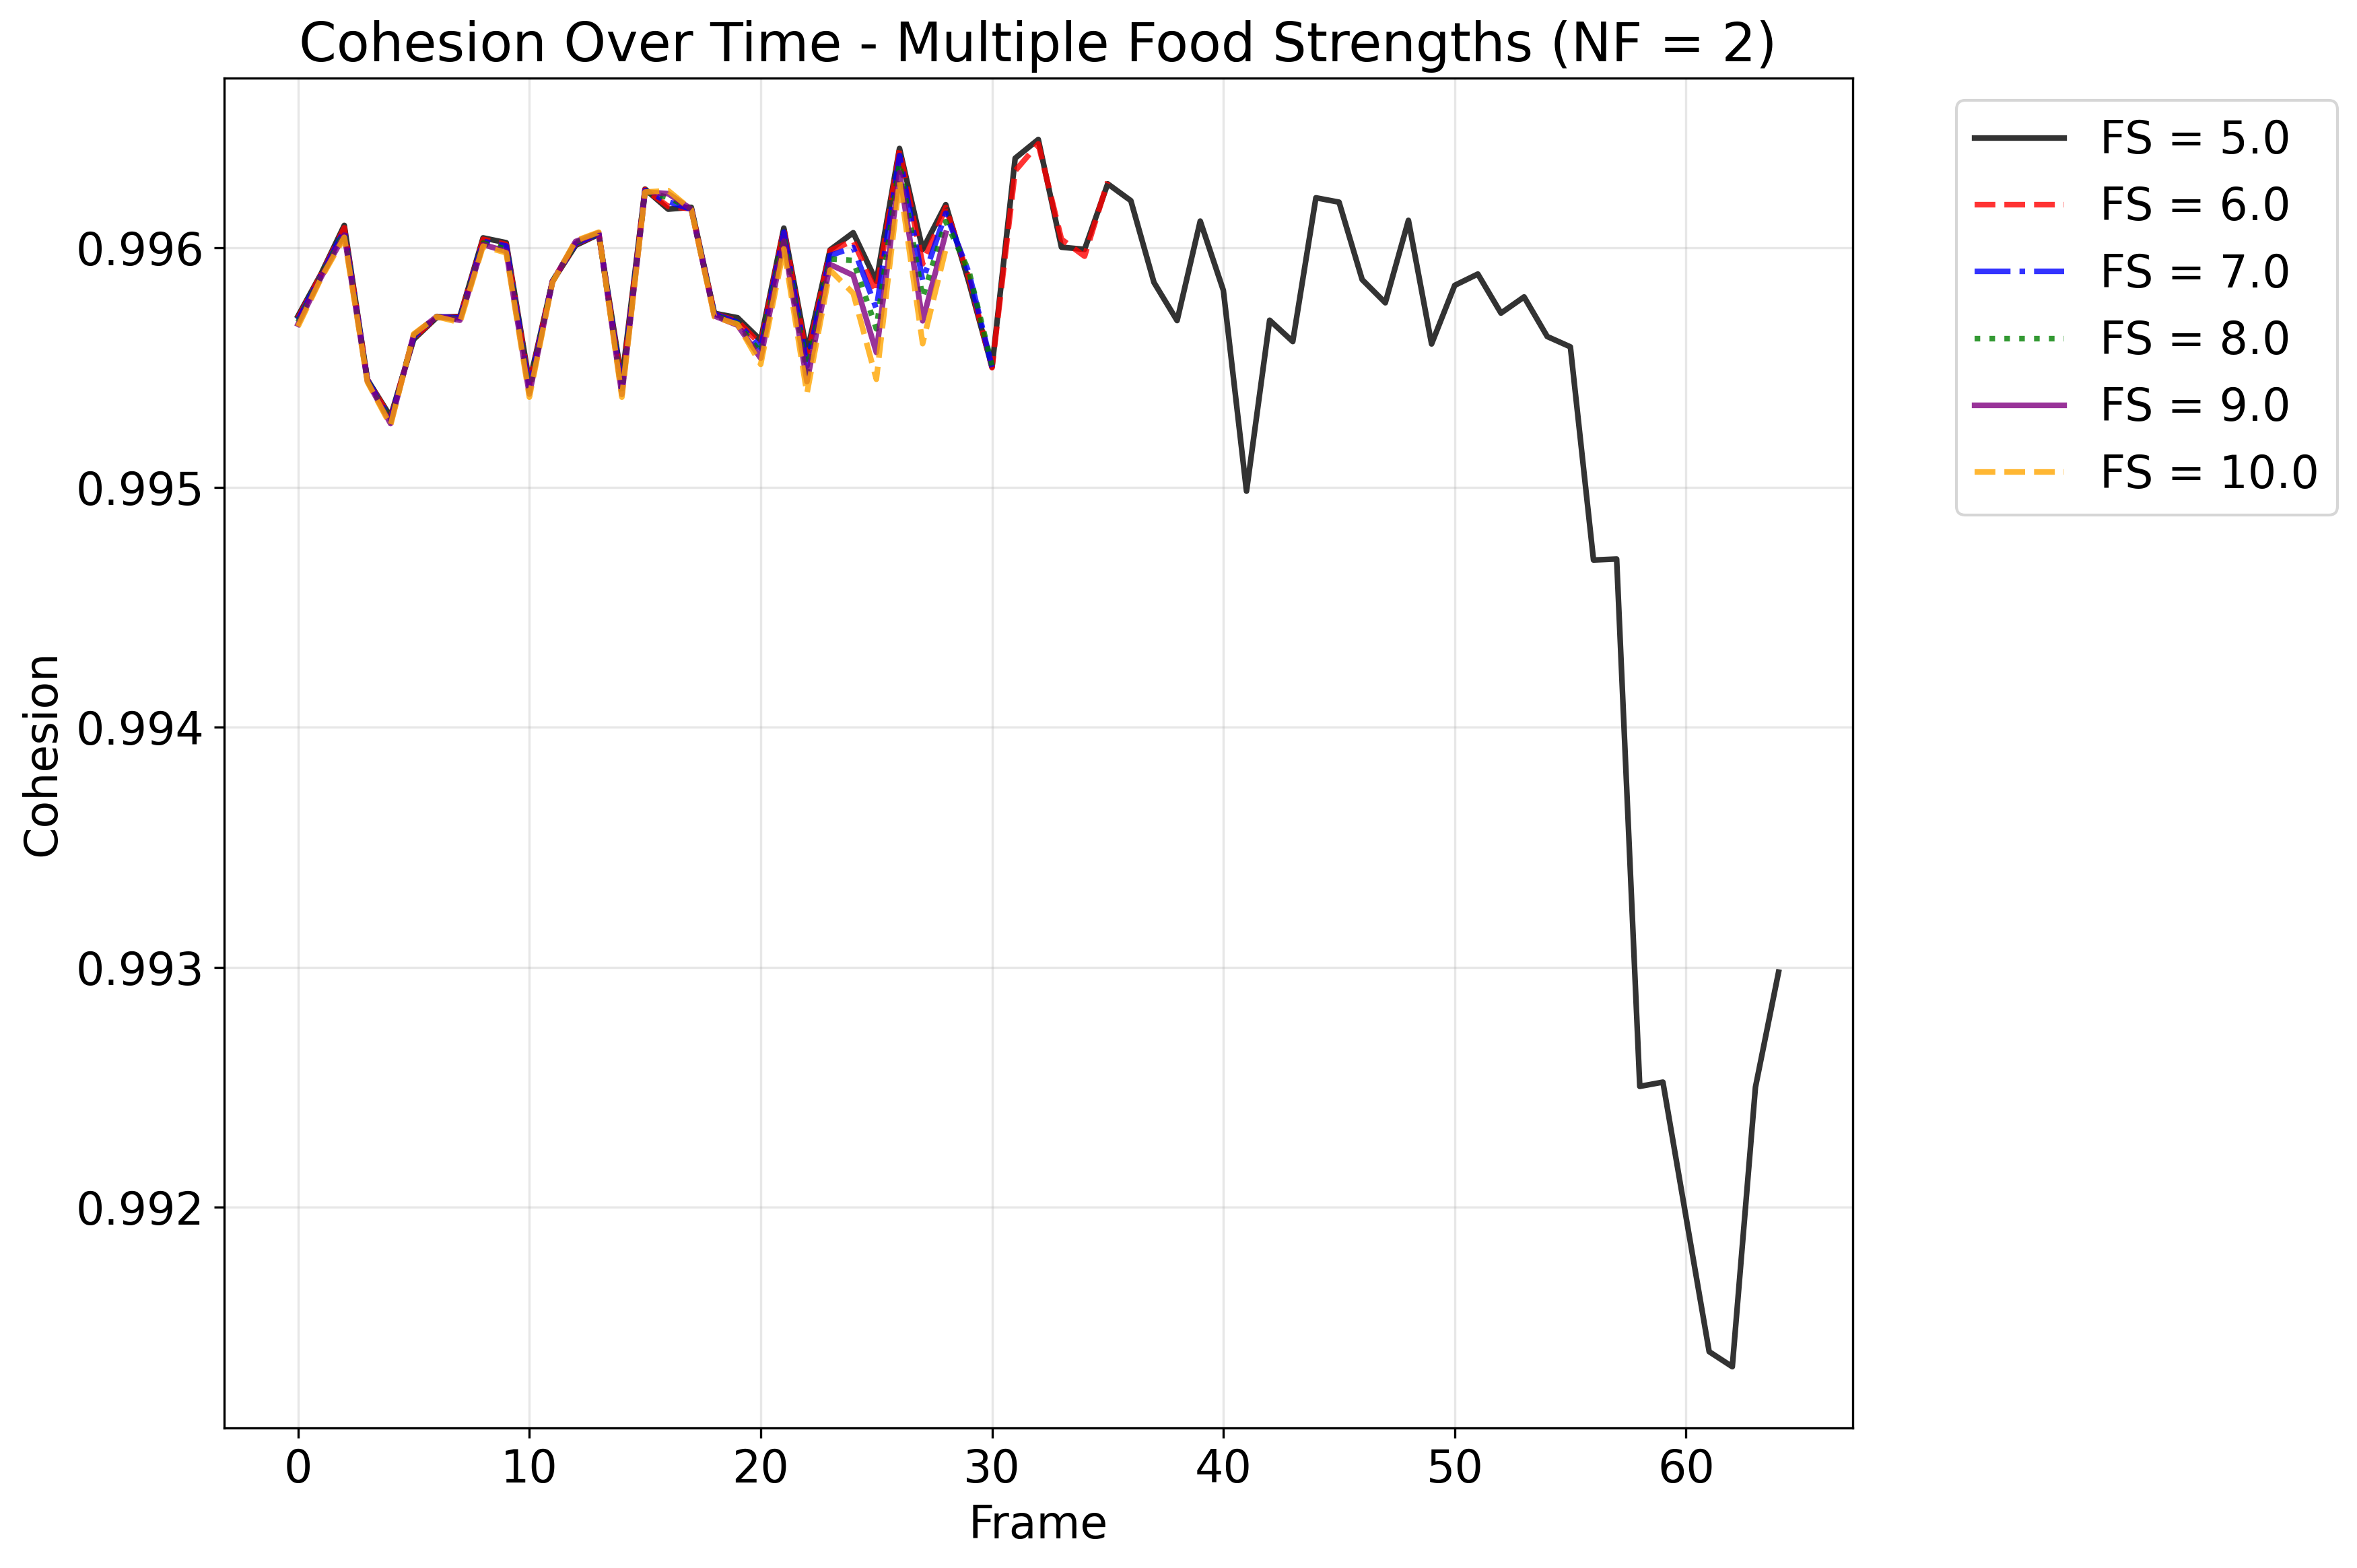 Cohesion Over Time - Multiple Food Strengths (NF = 2)
FS = 5.0
FS = 6.0
FS = 7.0
FS = 8.0
FS = 9.0
FS = 10.0
Cohesion
0.996
0.995
0.994
0.993
0.992
0
10
20
30
40
50
60
Frame